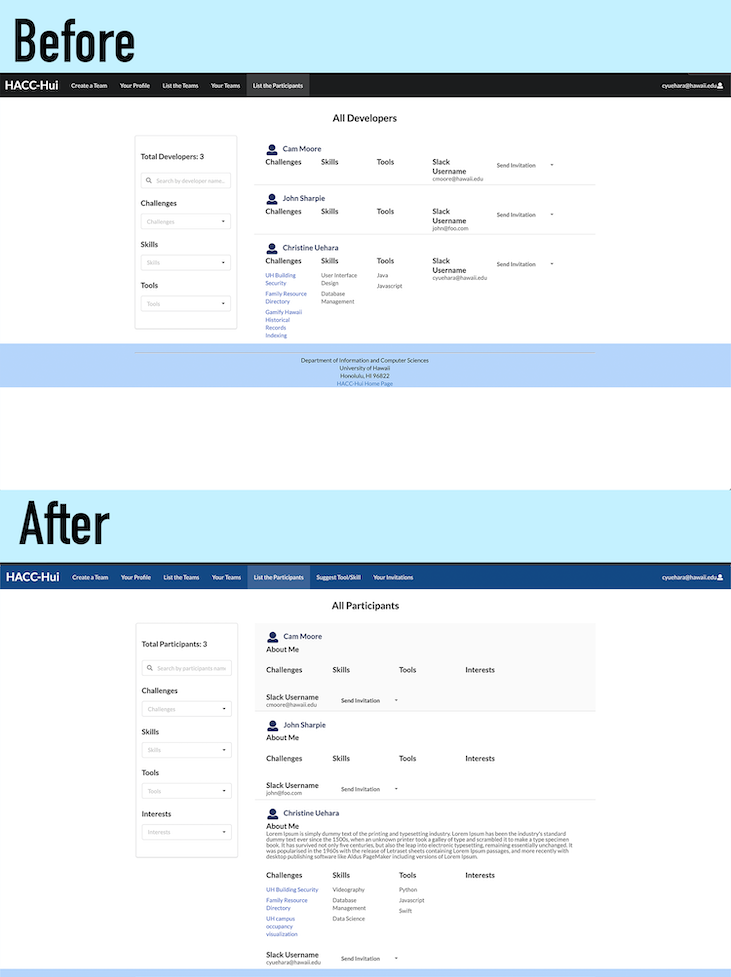 Before
HACC-Hui Create a Team Your Profile List the Teams Your Teams List the Participants cyuehara@hawaii.edu
All Developers
Total Developers: 3
Search by developer name...
Challenges
Challenges
Skills
Skills
Tools
Tools
Cam Moore
Challenges Skills Tools Slack Username Send Invitation
cmoore@hawaii.edu
John Sharpie
Challenges Skills Tools Slack Username Send Invitation
john@foo.com
Christine Uehara
Challenges Skills Tools Slack Username Send Invitation
cyuehara@hawaii.edu
UH Building Security
Family Resource Directory
Gamify Hawaii Historical Records Indexing
User Interface Design
Database Management
Java
Javascript
Department of Information and Computer Sciences
University of Hawaii
Honolulu, HI 96822
HACC-Hui Home Page
After
HACC-Hui Create a Team Your Profile List the Teams Your Teams List the Participants Suggest Tool/Skill Your Invitations cyuehara@hawaii.edu
All Participants
Total Participants: 3
Search by participants name
Challenges
Challenges
Skills
Skills
Tools
Tools
Interests
Interests
Cam Moore
About Me
Challenges Skills Tools Interests
Slack Username Send Invitation
cmoore@hawaii.edu
John Sharpie
About Me
Challenges Skills Tools Interests
Slack Username Send Invitation
john@foo.com
Christine Uehara
About Me
Lorem Ipsum is simply dummy text of the printing and typesetting industry. Lorem Ipsum has been the industry's standard
dummy text ever since the 1500s, when an unknown printer took a galley of type and scrambled it to make a type specimen
book. It has survived not only five centuries, but also the leap into electronic typesetting, remaining essentially unchanged. It
was popularised in the 1960s with the release of Letraset sheets containing Lorem Ipsum passages, and more recently with
desktop publishing software like Aldus PageMaker including versions of Lorem Ipsum.
Challenges Skills Tools Interests
UH Building Security
Family Resource Directory
UH campus occupancy visualization
Videography
Database Management
Data Science
Python
Javascript
Swift
Slack Username Send Invitation
cyuehara@hawaii.edu